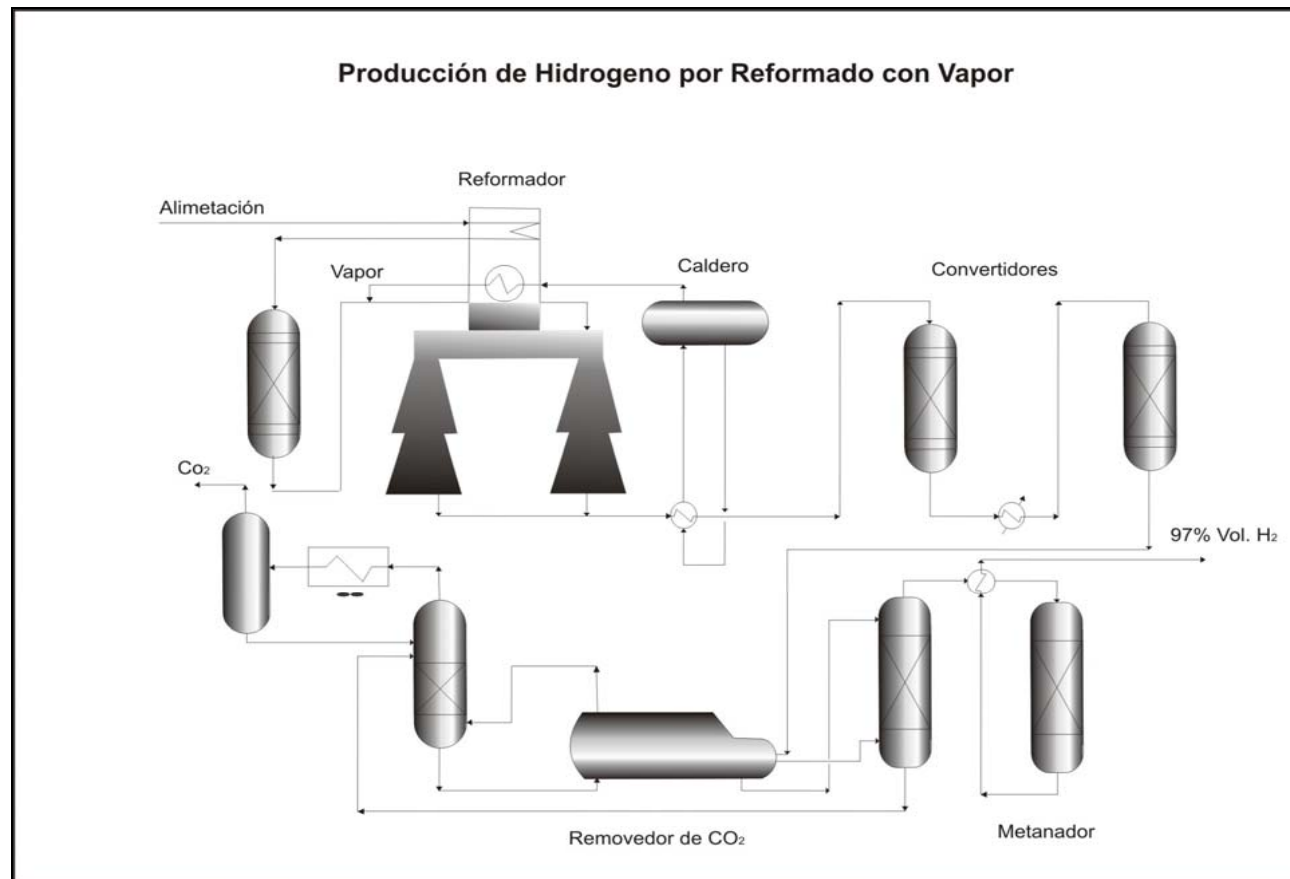 Producción de Hidrogeno por Reformado con Vapor
Reformador
Alimetación
Vapor
Caldero
Convertidores
Co₂
97% Vol. H₂
Removedor de CO₂
Metanador